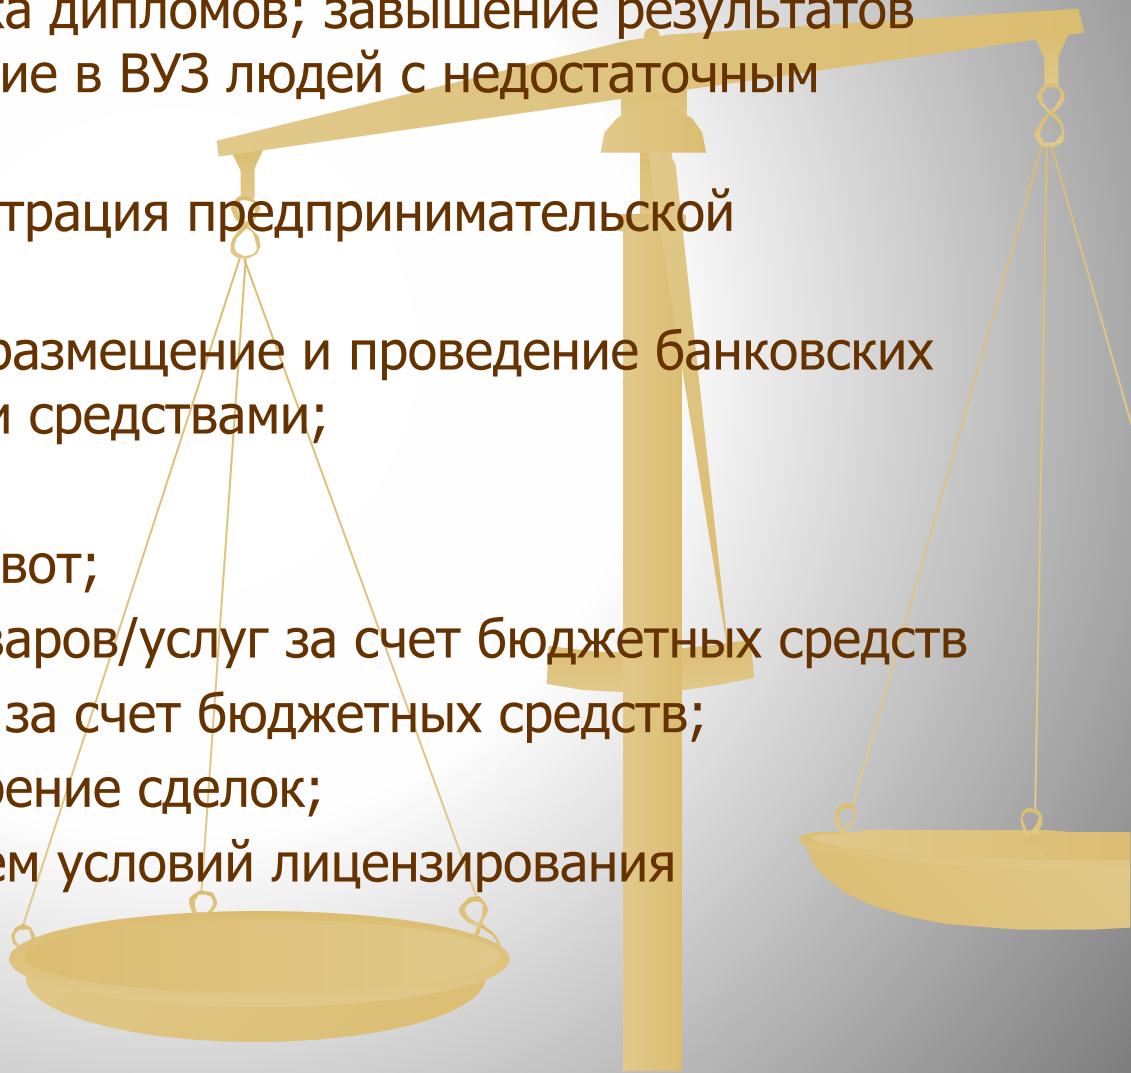 ка дипломов; завышение результатов
ие в ВУЗ людей с недостаточным
трация предпринимательской
размещение и проведение банковских
и средствами;
вот;
варов/услуг за счет бюджетных средств
за счет бюджетных средств;
рение сделок;
ем условий лицензирования